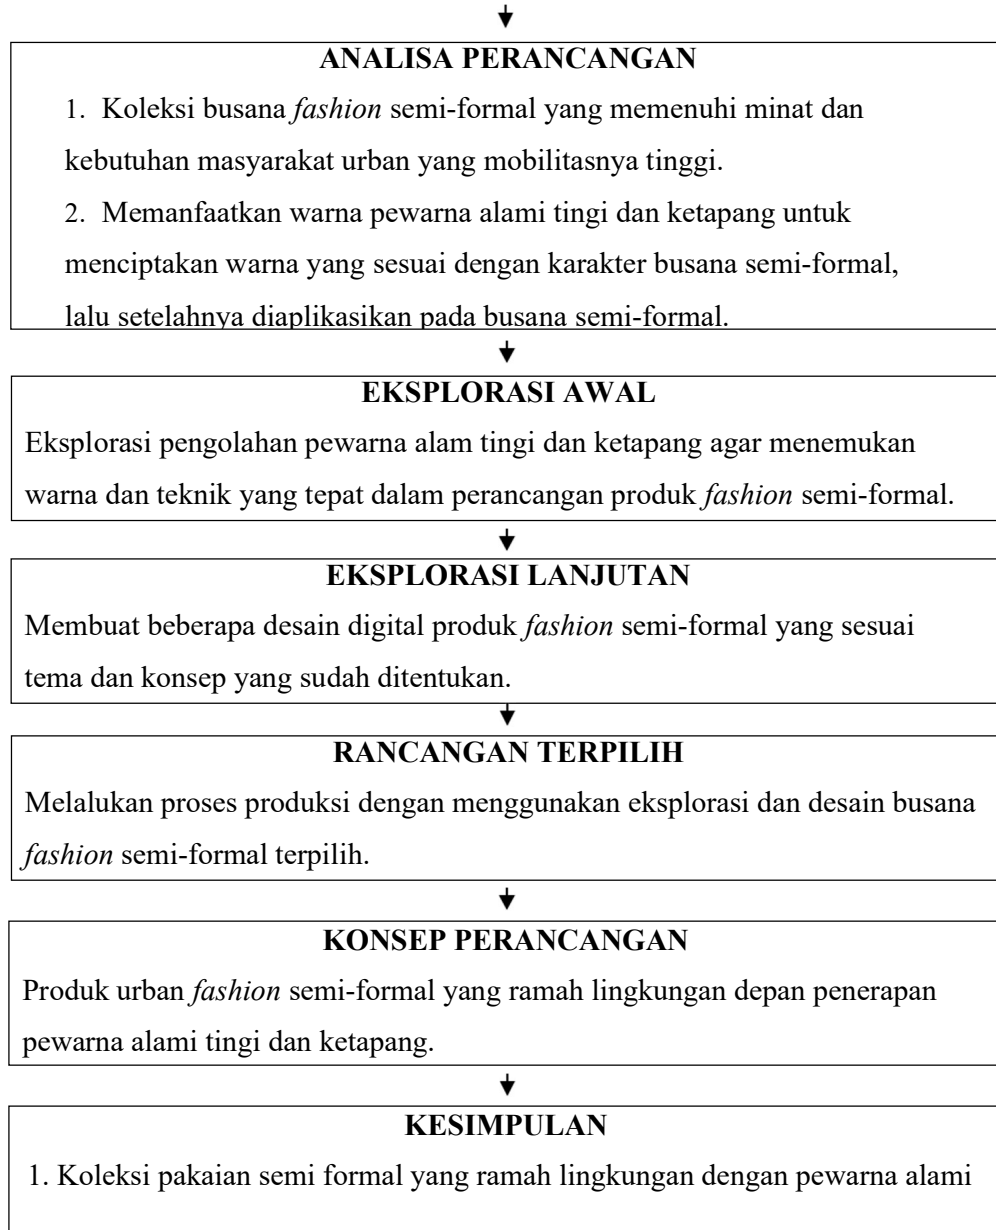 ANALISA PERANCANGAN
1. Koleksi busana fashion semi-formal yang memenuhi minat dan
kebutuhan masyarakat urban yang mobilitasnya tinggi.
2. Memanfaatkan warna pewarna alami tingi dan ketapang untuk
menciptakan warna yang sesuai dengan karakter busana semi-formal,
lalu setelahnya diaplikasikan pada busana semi-formal.
EKSPLORASI AWAL
Eksplorasi pengolahan pewarna alam tingi dan ketapang agar menemukan
warna dan teknik yang tepat dalam perancangan produk fashion semi-formal.
EKSPLORASI LANJUTAN
Membuat beberapa desain digital produk fashion semi-formal yang sesuai
tema dan konsep yang sudah ditentukan.
RANCANGAN TERPILIH
Melalukan proses produksi dengan menggunakan eksplorasi dan desain busana
fashion semi-formal terpilih.
KONSEP PERANCANGAN
Produk urban fashion semi-formal yang ramah lingkungan depan penerapan
pewarna alami tingi dan ketapang.
KESIMPULAN
1. Koleksi pakaian semi formal yang ramah lingkungan dengan pewarna alami